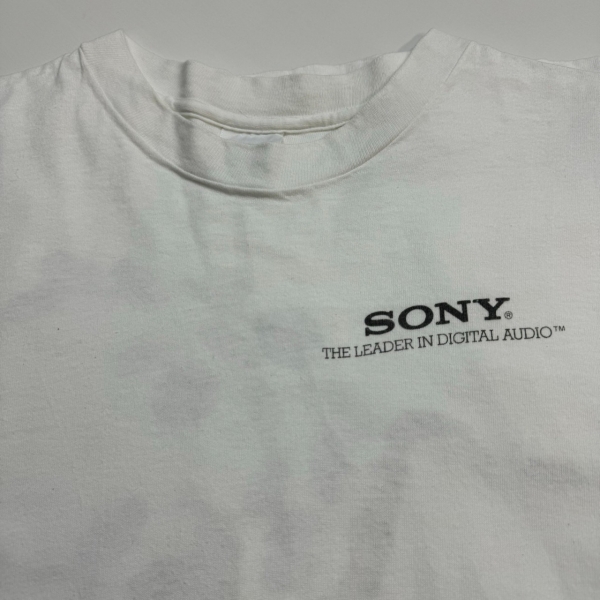 SONY®
THE LEADER IN DIGITAL AUDIO™